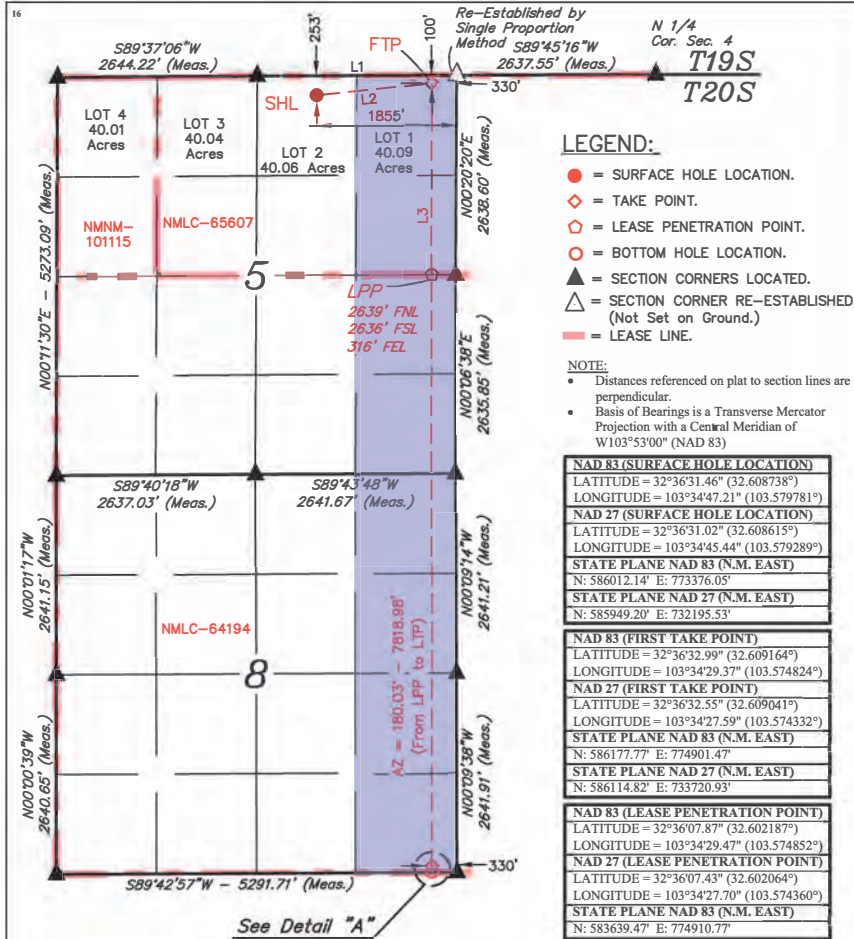 16
S89°37'06"W
2644.22' (Meas.)
253'
L1
FTP
100'
Re-Established by
Single Proportion
Method
S89°45'16"W
2637.55' (Meas.)
N 1/4
Cor. Sec. 4
T19S
T20S
330'
SHL
L2
1855'
LOT 4
40.01
Acres
LOT 3
40.04
Acres
LOT 2
40.06 Acres
LOT 1
40.09
Acres
N00°20'20"E
2638.60' (Meas.)
L3
NMNM-
101115
NMLC-65607
5
LPP
2639' FNL
2636' FSL
316' FEL
N00°11'30"E - 5273.09' (Meas.)
N00°06'38"E
2635.85' (Meas.)
S89°40'18"W
2637.03' (Meas.)
S89°43'48"W
2641.67' (Meas.)
N00°01'17"W
2641.15' (Meas.)
N00°09'14"W
2641.21' (Meas.)
NMLC-64194
8
AZ = 180.03° - 7818.98'
(From LPP to LTP)
N00°00'39"W
2640.65' (Meas.)
N00°09'38"W
2641.91' (Meas.)
330'
S89°42'57"W - 5291.71' (Meas.)
See Detail "A"
LEGEND:
= SURFACE HOLE LOCATION.
= TAKE POINT.
= LEASE PENETRATION POINT.
= BOTTOM HOLE LOCATION.
= SECTION CORNERS LOCATED.
= SECTION CORNER RE-ESTABLISHED
(Not Set on Ground.)
= LEASE LINE.
NOTE:
• Distances referenced on plat to section lines are
perpendicular.
• Basis of Bearings is a Transverse Mercator
Projection with a Central Meridian of
W103°53'00" (NAD 83)
NAD 83 (SURFACE HOLE LOCATION)
LATITUDE = 32°36'31.46" (32.608738°)
LONGITUDE = 103°34'47.21" (103.579781°)
NAD 27 (SURFACE HOLE LOCATION)
LATITUDE = 32°36'31.02" (32.608615°)
LONGITUDE = 103°34'45.44" (103.579289°)
STATE PLANE NAD 83 (N.M. EAST)
N: 586012.14' E: 773376.05'
STATE PLANE NAD 27 (N.M. EAST)
N: 585949.20' E: 732195.53'
NAD 83 (FIRST TAKE POINT)
LATITUDE = 32°36'32.99" (32.609164°)
LONGITUDE = 103°34'29.37" (103.574824°)
NAD 27 (FIRST TAKE POINT)
LATITUDE = 32°36'32.55" (32.609041°)
LONGITUDE = 103°34'27.59" (103.574332°)
STATE PLANE NAD 83 (N.M. EAST)
N: 586177.77' E: 774901.47'
STATE PLANE NAD 27 (N.M. EAST)
N: 586114.82' E: 733720.93'
NAD 83 (LEASE PENETRATION POINT)
LATITUDE = 32°36'07.87" (32.602187°)
LONGITUDE = 103°34'29.47" (103.574852°)
NAD 27 (LEASE PENETRATION POINT)
LATITUDE = 32°36'07.43" (32.602064°)
LONGITUDE = 103°34'27.70" (103.574360°)
STATE PLANE NAD 83 (N.M. EAST)
N: 583639.47' E: 774910.77'